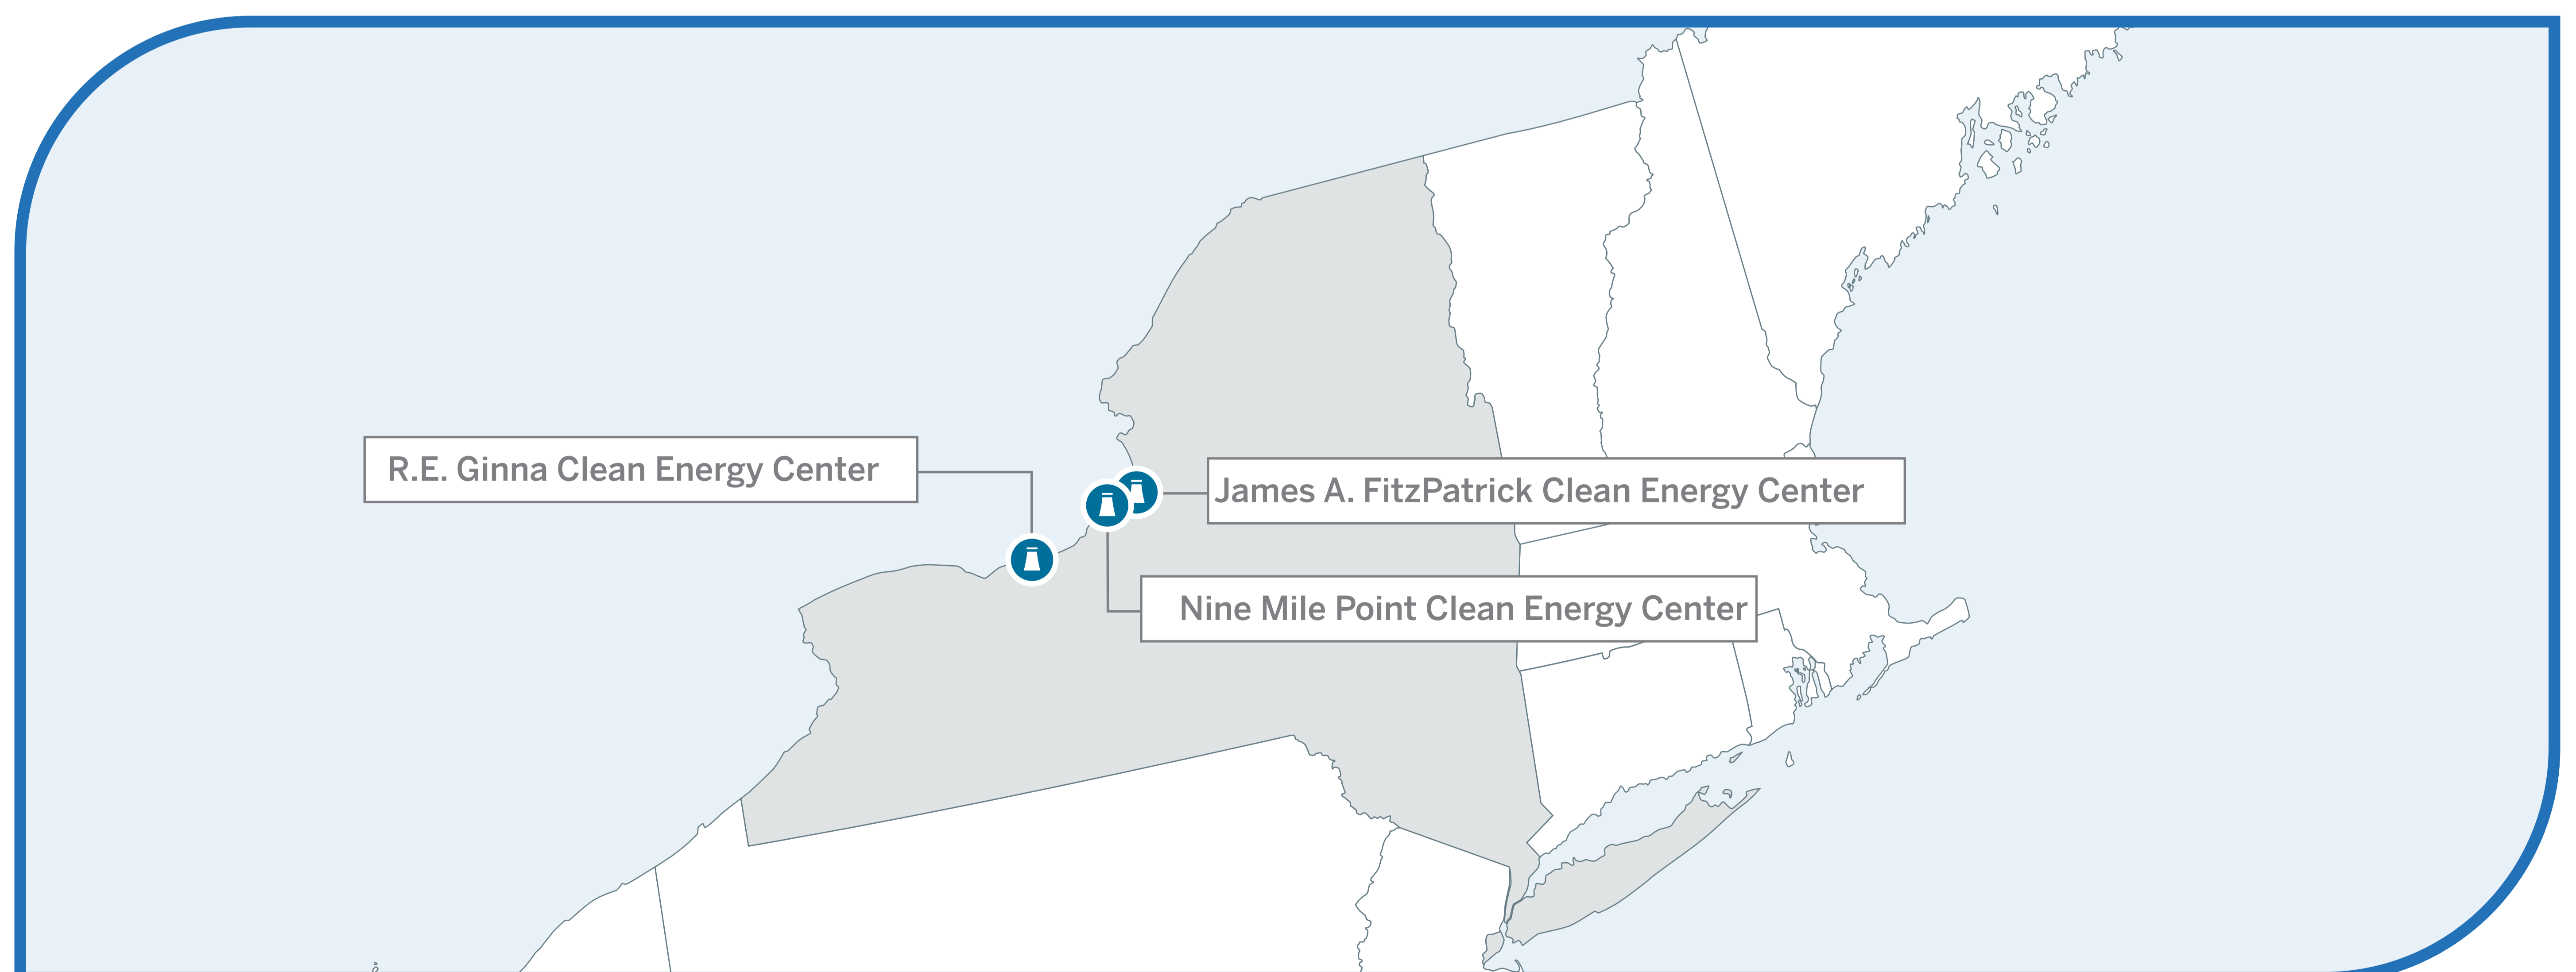 R.E. Ginna Clean Energy Center
James A. FitzPatrick Clean Energy Center
Nine Mile Point Clean Energy Center